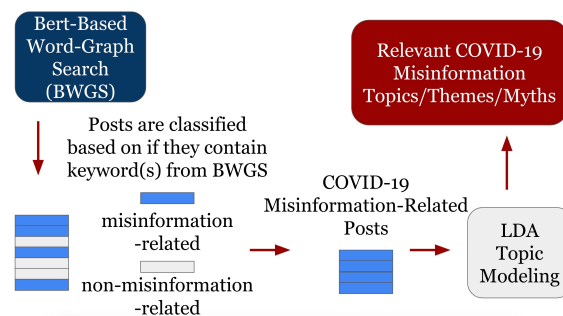 Bert-Based
Word-Graph
Search
(BWGS)
Relevant COVID-19
Misinformation
Topics/Themes/Myths
Posts are classified
based on if they contain
keyword(s) from BWGS
misinformation
-related
non-misinformation
-related
COVID-19
Misinformation-Related
Posts
LDA
Topic
Modeling